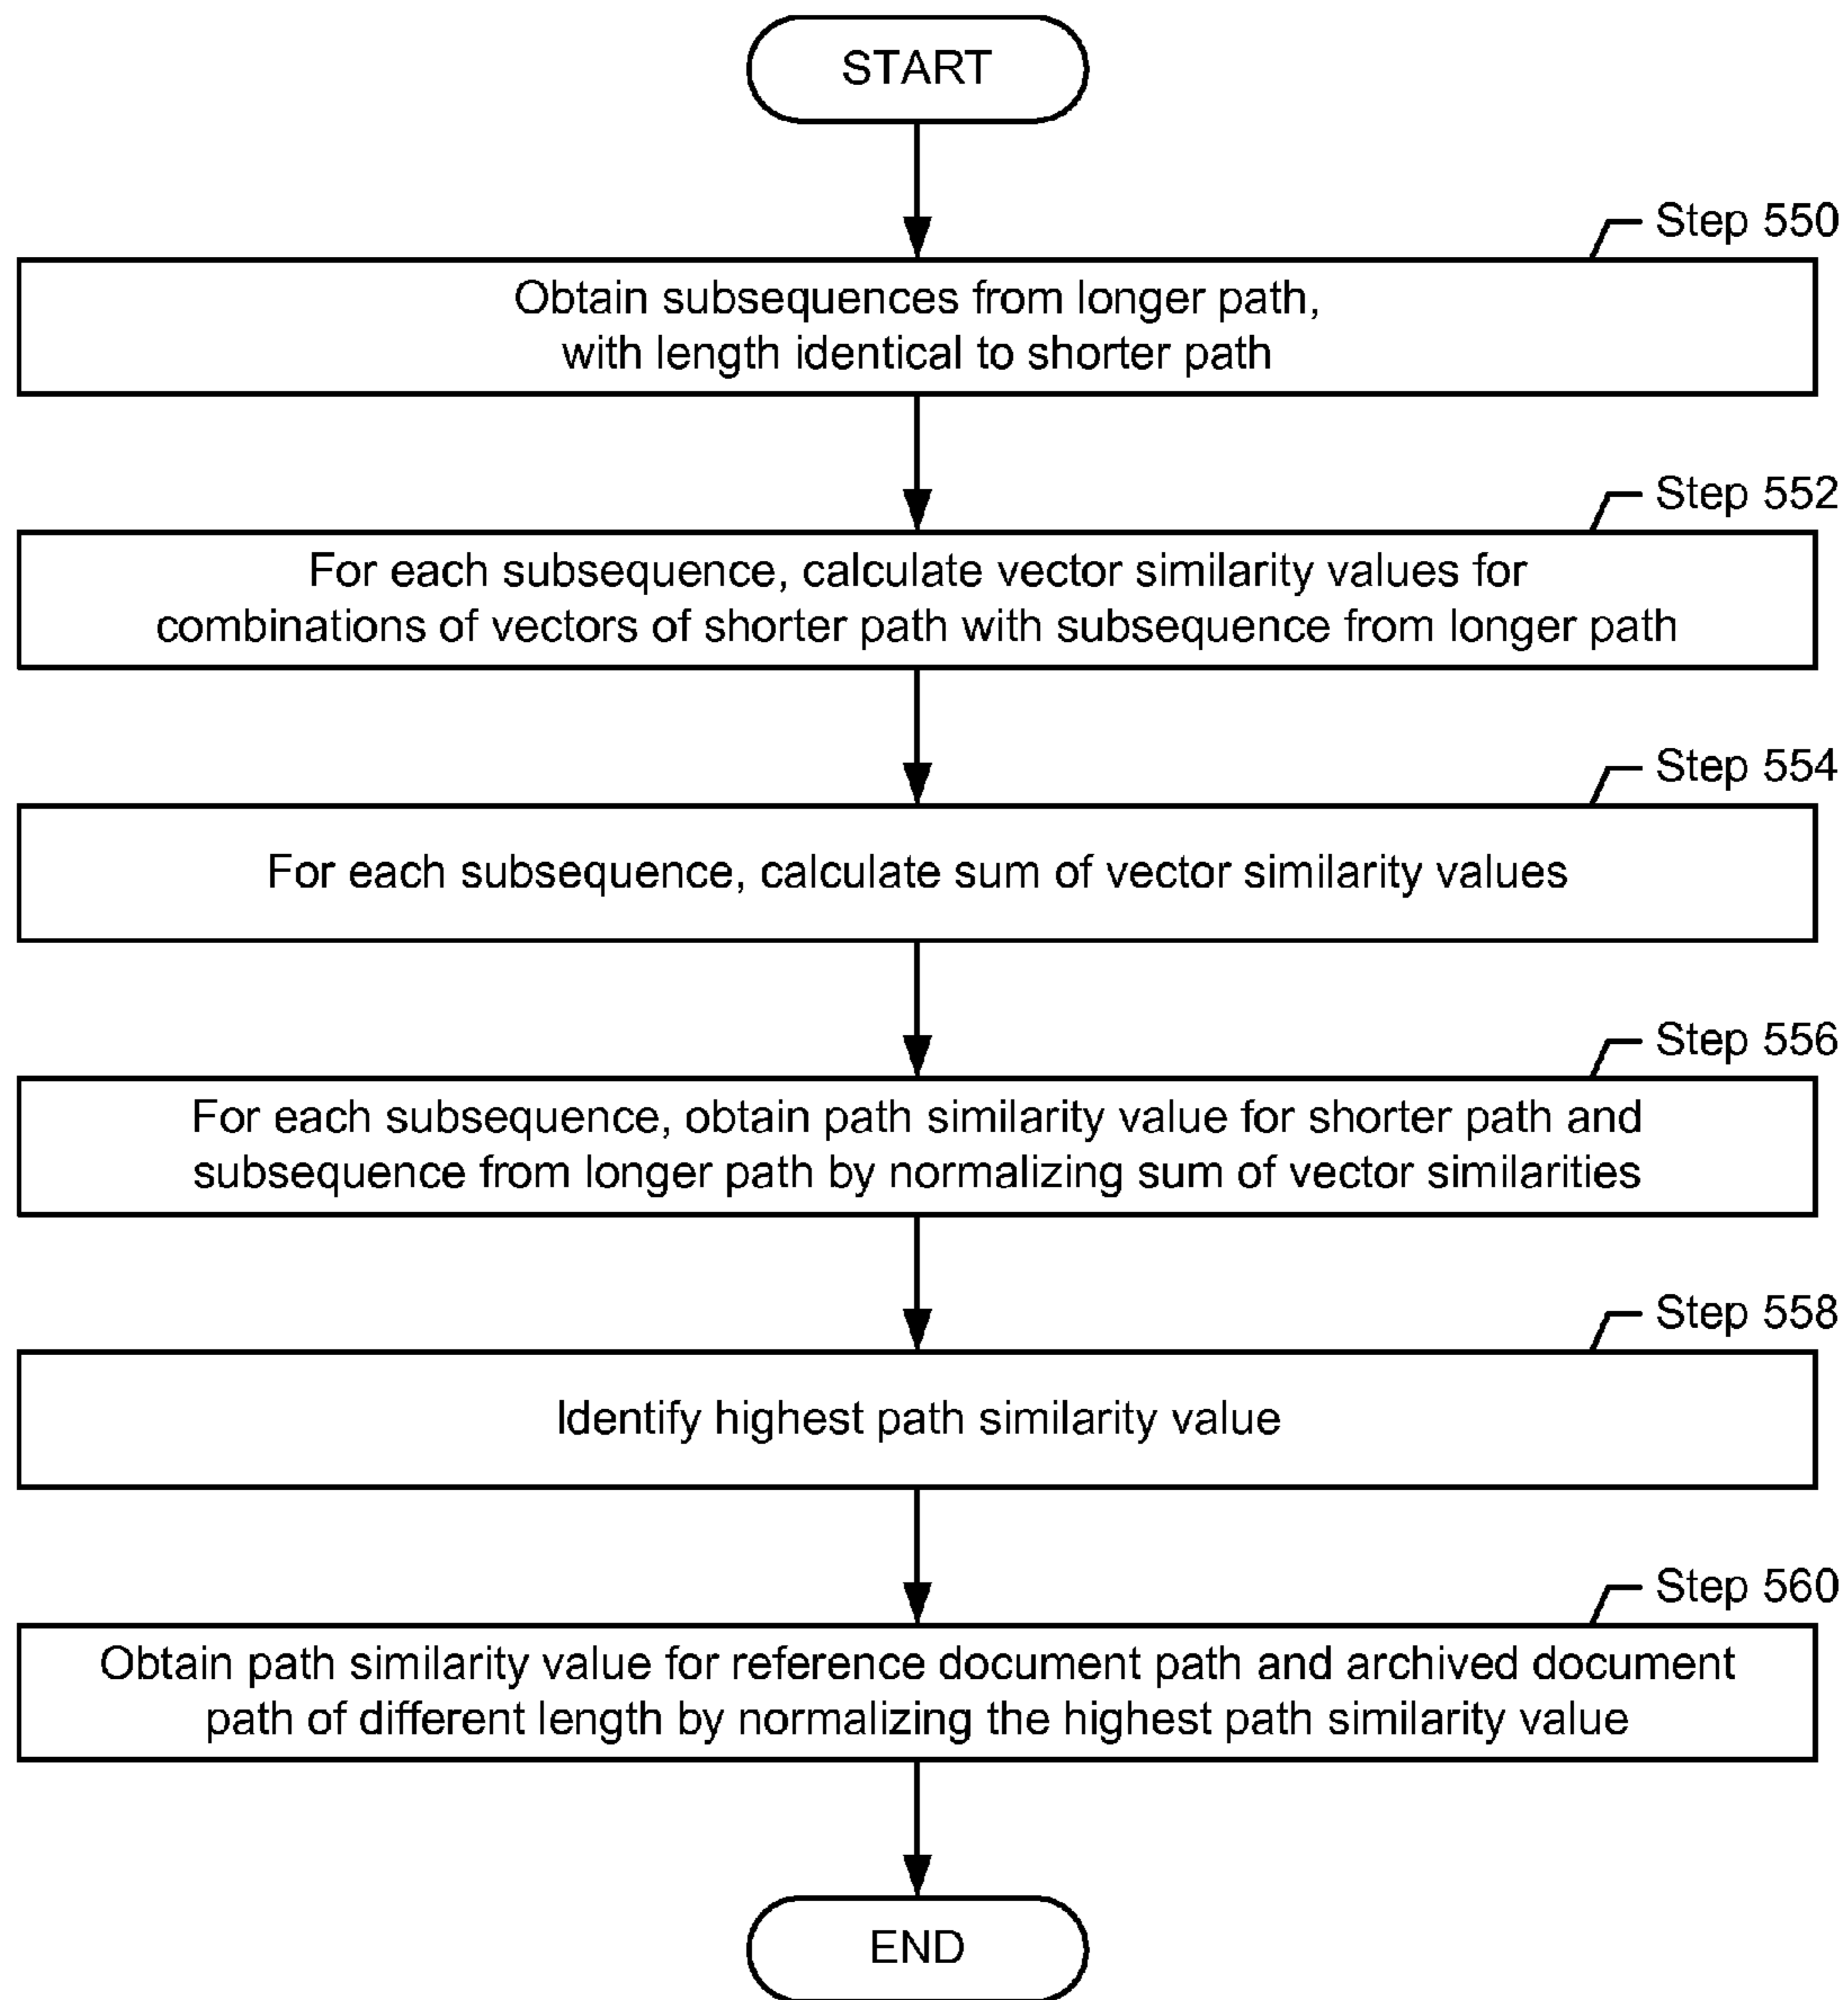 START
Step 550
Obtain subsequences from longer path,
with length identical to shorter path
Step 552
For each subsequence, calculate vector similarity values for
combinations of vectors of shorter path with subsequence from longer path
Step 554
For each subsequence, calculate sum of vector similarity values
Step 556
For each subsequence, obtain path similarity value for shorter path and
subsequence from longer path by normalizing sum of vector similarities
Step 558
Identify highest path similarity value
Step 560
Obtain path similarity value for reference document path and archived document
path of different length by normalizing the highest path similarity value
END